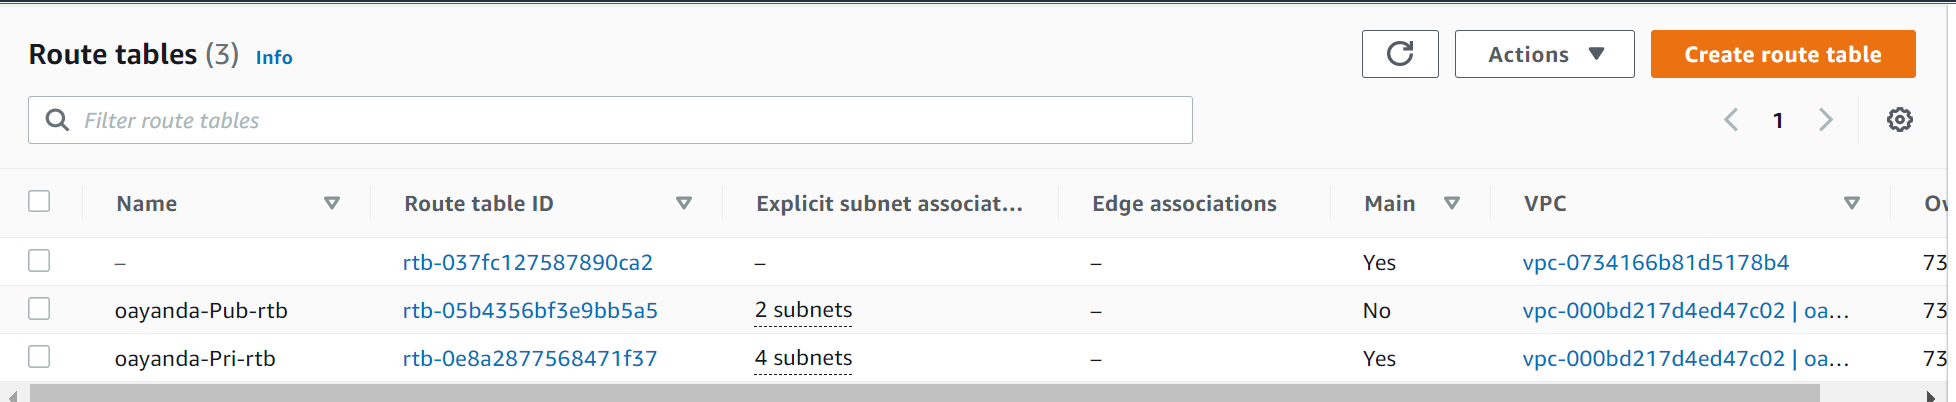 Route tables (3) Info
Actions
Create route table
Filter route tables
1
Name Route table ID Explicit subnet associat... Edge associations Main VPC
– rtb-037fc127587890ca2 – – Yes vpc-0734166b81d5178b4 73
oayanda-Pub-rtb rtb-05b4356bf3e9bb5a5 2 subnets – No vpc-000bd217d4ed47c02 | oa... 73
oayanda-Pri-rtb rtb-0e8a2877568471f37 4 subnets – Yes vpc-000bd217d4ed47c02 | oa... 73